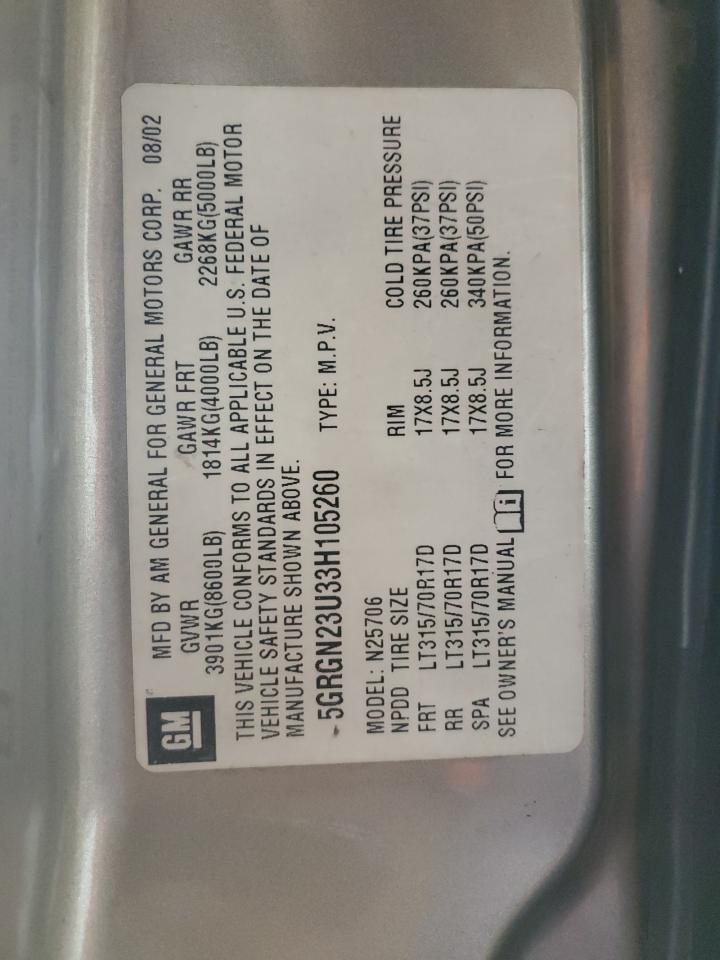 GM
MFD BY AM GENERAL FOR GENERAL MOTORS CORP. 08/02
GVWR GAWR FRT GAWR RR
3901KG(8600LB) 1814KG(4000LB) 2268KG(5000LB)
THIS VEHICLE CONFORMS TO ALL APPLICABLE U.S. FEDERAL MOTOR
VEHICLE SAFETY STANDARDS IN EFFECT ON THE DATE OF
MANUFACTURE SHOWN ABOVE.
5GRGN23U33H105260 TYPE: M.P.V.
MODEL: N25706
NPDD TIRE SIZE RIM COLD TIRE PRESSURE
FRT LT315/70R17D 17X8.5J 260KPA(37PSI)
RR LT315/70R17D 17X8.5J 260KPA(37PSI)
SPA LT315/70R17D 17X8.5J 340KPA(50PSI)
SEE OWNER'S MANUAL FOR MORE INFORMATION.